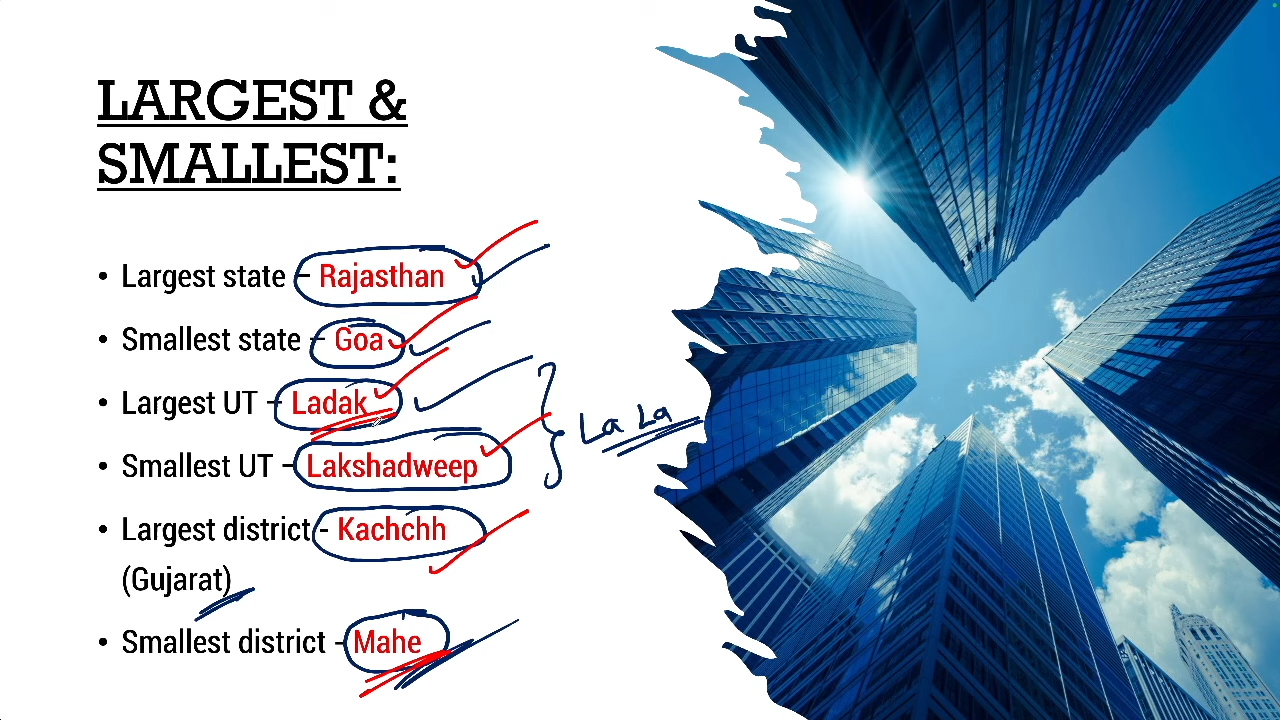 LARGEST &
SMALLEST:
• Largest state – Rajasthan
• Smallest state – Goa
• Largest UT – Ladak
• Smallest UT – Lakshadweep
La La
• Largest district - Kachchh
(Gujarat)
• Smallest district - Mahe